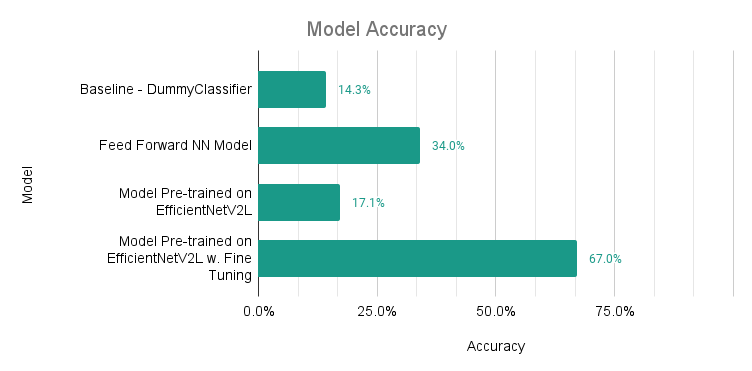 Model Accuracy
Model
Baseline - DummyClassifier
14.3%
Feed Forward NN Model
34.0%
Model Pre-trained on
EfficientNetV2L
17.1%
Model Pre-trained on
EfficientNetV2L w. Fine
Tuning
67.0%
0.0%
25.0%
50.0%
75.0%
Accuracy